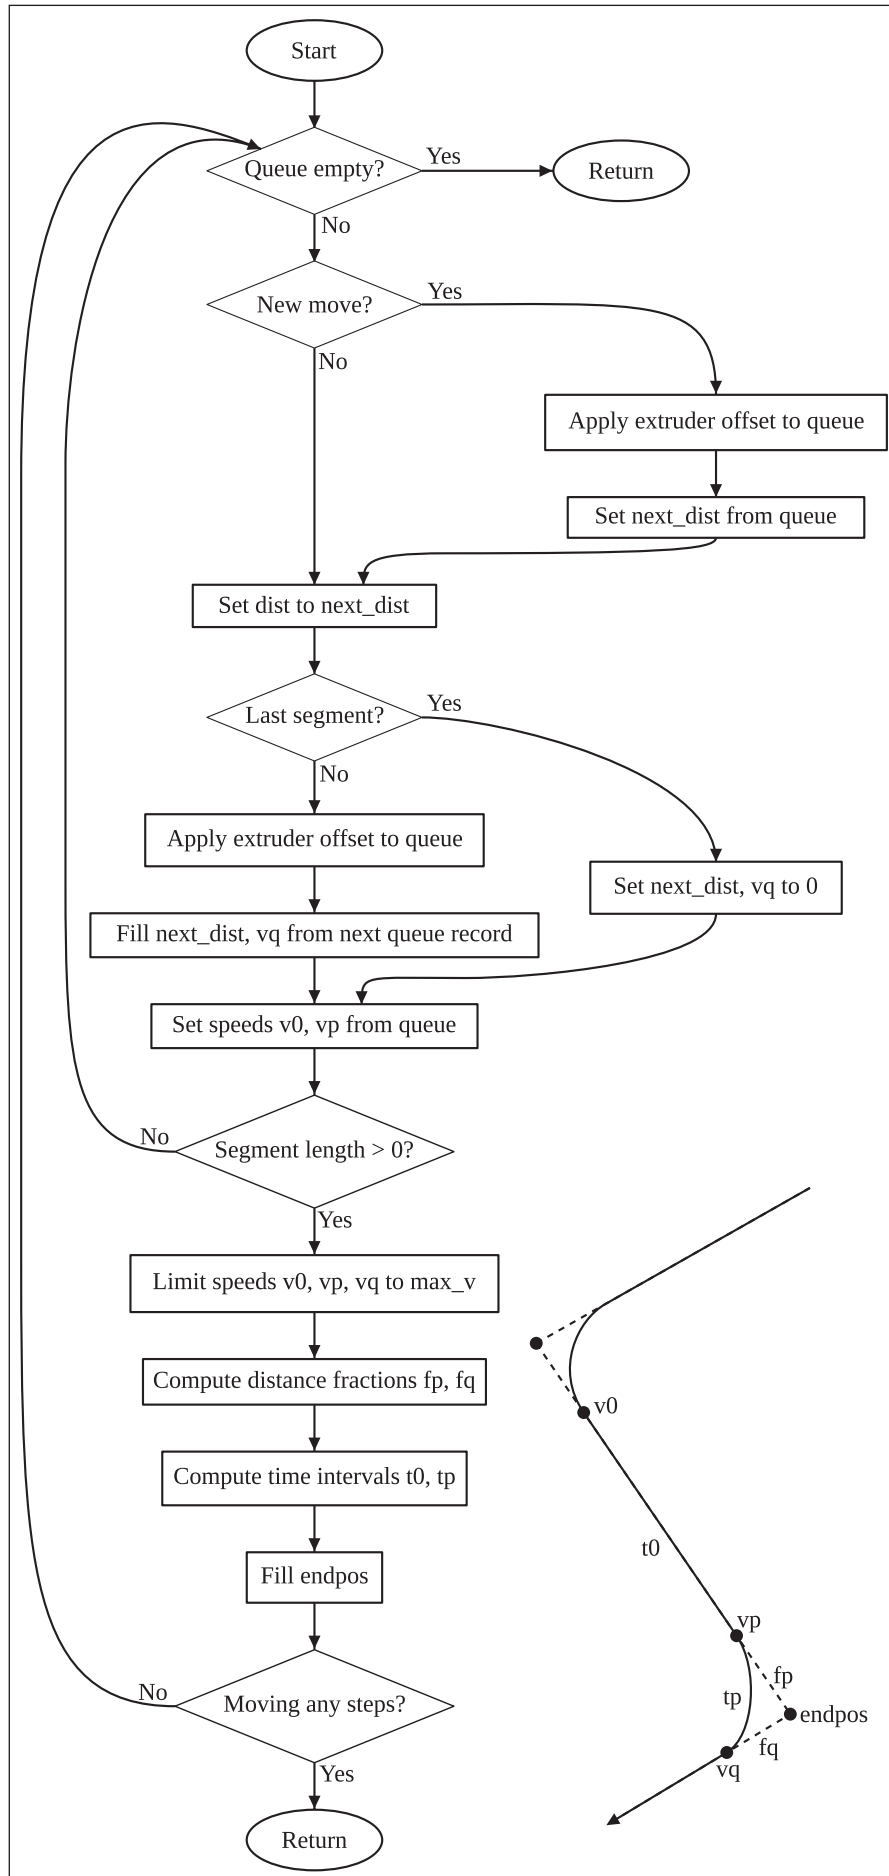 Start
Queue empty?
Yes
Return
No
New move?
Yes
No
Apply extruder offset to queue
Set next_dist from queue
Set dist to next_dist
Last segment?
Yes
No
Apply extruder offset to queue
Set next_dist, vq to 0
Fill next_dist, vq from next queue record
Set speeds v0, vp from queue
Segment length > 0?
No
Yes
Limit speeds v0, vp, vq to max_v
Compute distance fractions fp, fq
Compute time intervals t0, tp
Fill endpos
Moving any steps?
No
Yes
Return
v0
t0
vp
fp
tp
endpos
fq
vq